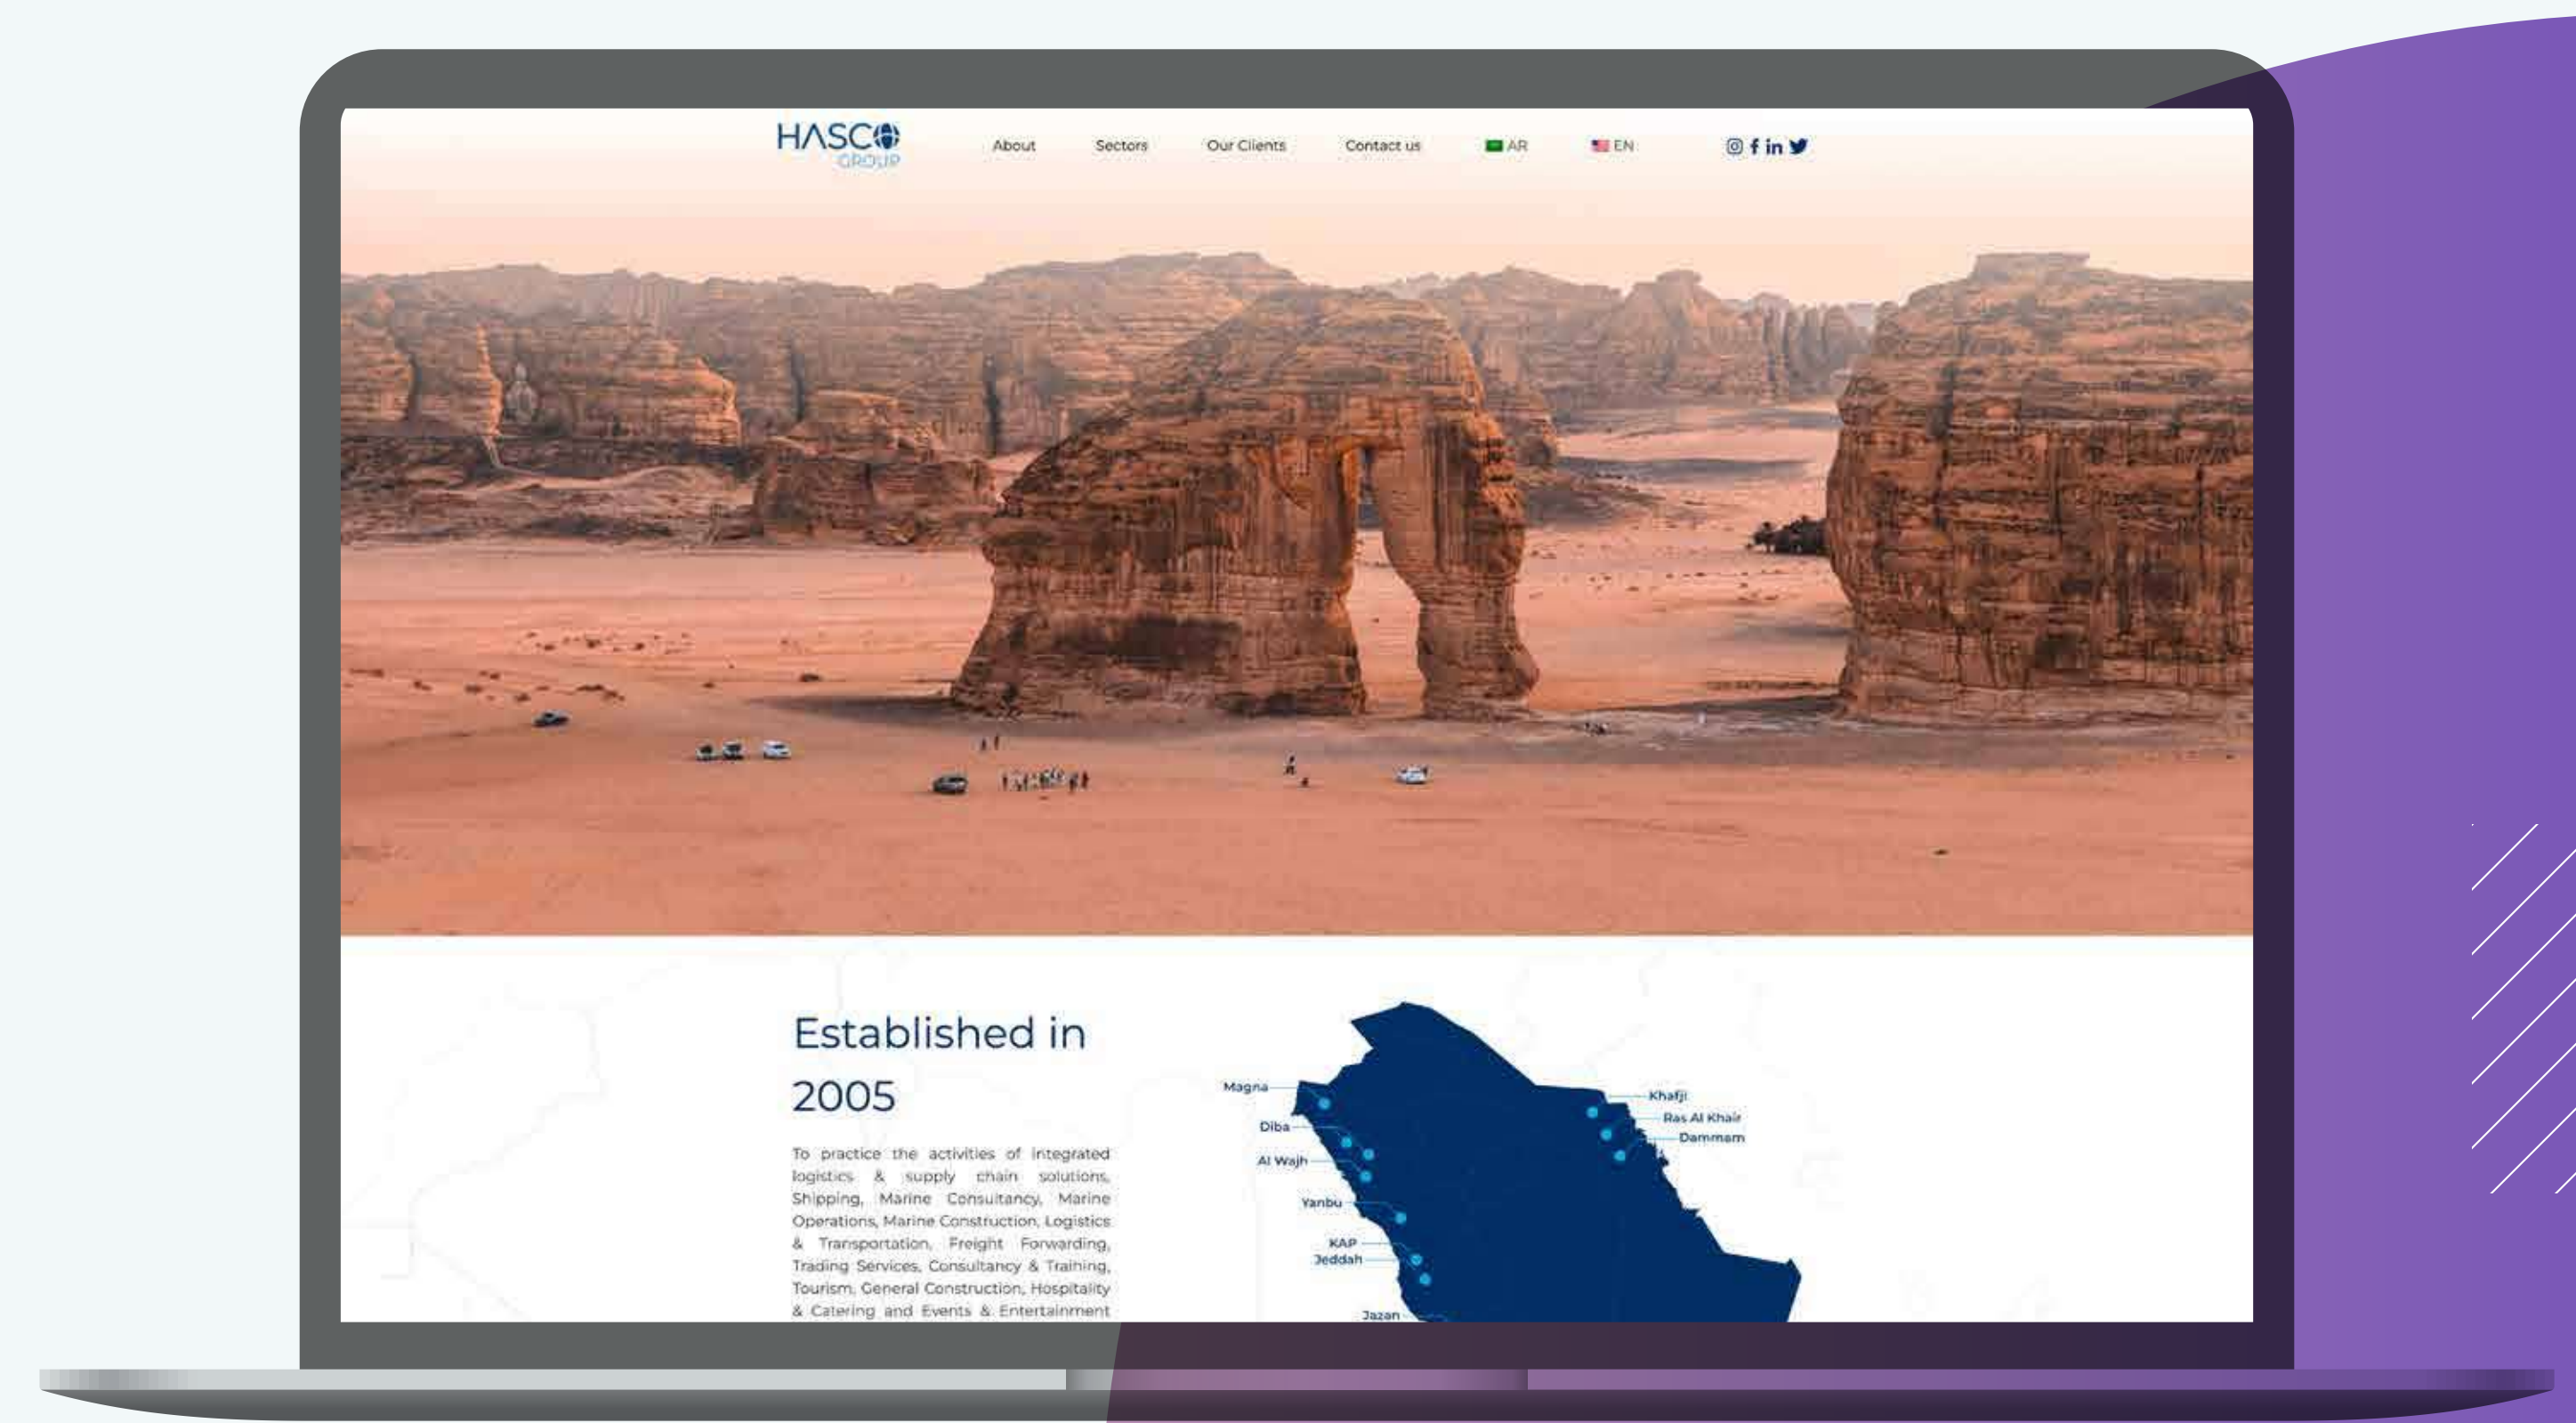 HASCO
GROUP
About
Sectors
Our Clients
Contact us
AR
EN
Established in
2005
To practice the activities of integrated
logistics & supply chain solutions,
Shipping, Marine Consultancy, Marine
Operations, Marine Construction, Logistics
& Transportation, Freight Forwarding,
Trading Services, Consultancy & Training,
Tourism, General Construction, Hospitality
& Catering and Events & Entertainment
Magna
Diba
Al Wajh
Yanbu
KAP
Jeddah
Jazan
Khafji
Ras Al Khair
Dammam